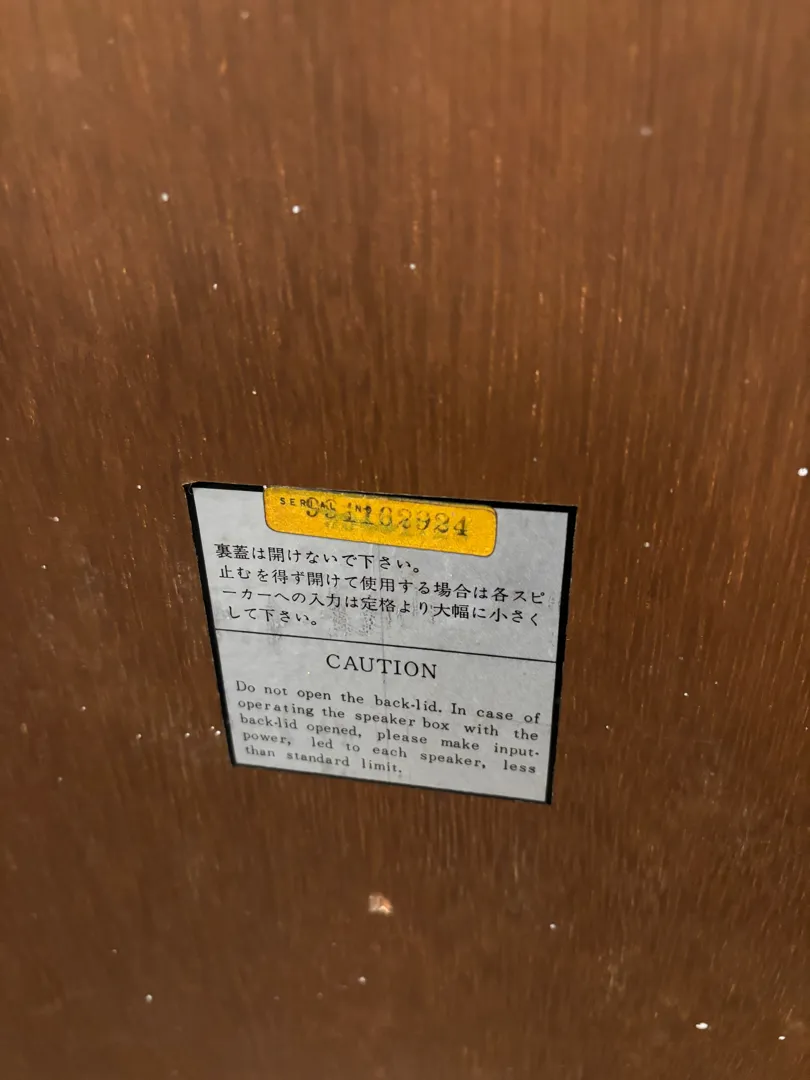 SERIAL NO
裏蓋は開けないで下さい。
止むを得ず開けて使用する場合は各スピ
ーカーへの入力は定格より大幅に小さく
して下さい。
CAUTION
Do not open the back-lid. In case of
operating the speaker box with the
back-lid opened, please make input-
power, led to each speaker, less
than standard limit.